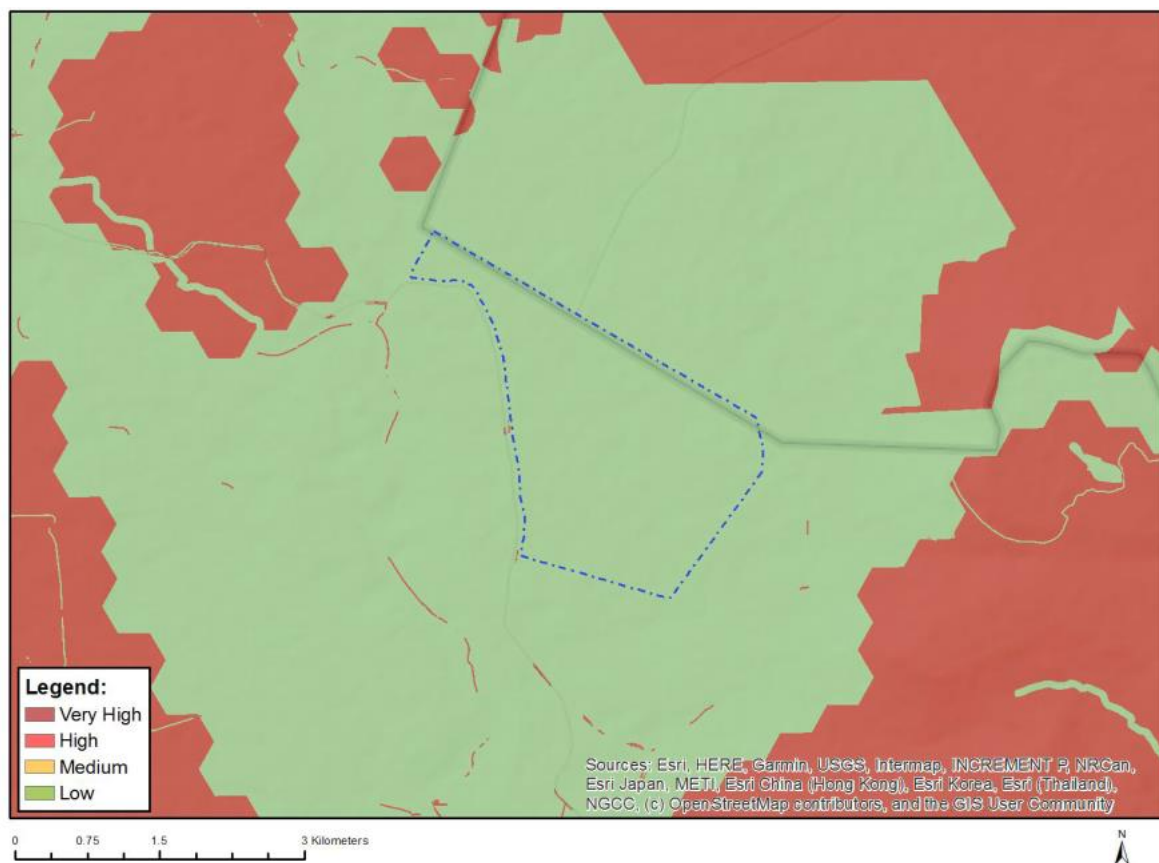 Legend:
Very High
High
Medium
Low
Sources: Esri, HERE, Garmin, USGS, Intermap, INCREMENT P, NRCan,
Esri Japan, METI, Esri China (Hong Kong), Esri Korea, Esri (Thailand),
NGCC, (c) OpenStreetMap contributors, and the GIS User Community
0 0.75 1.5 3 Kilometers
N